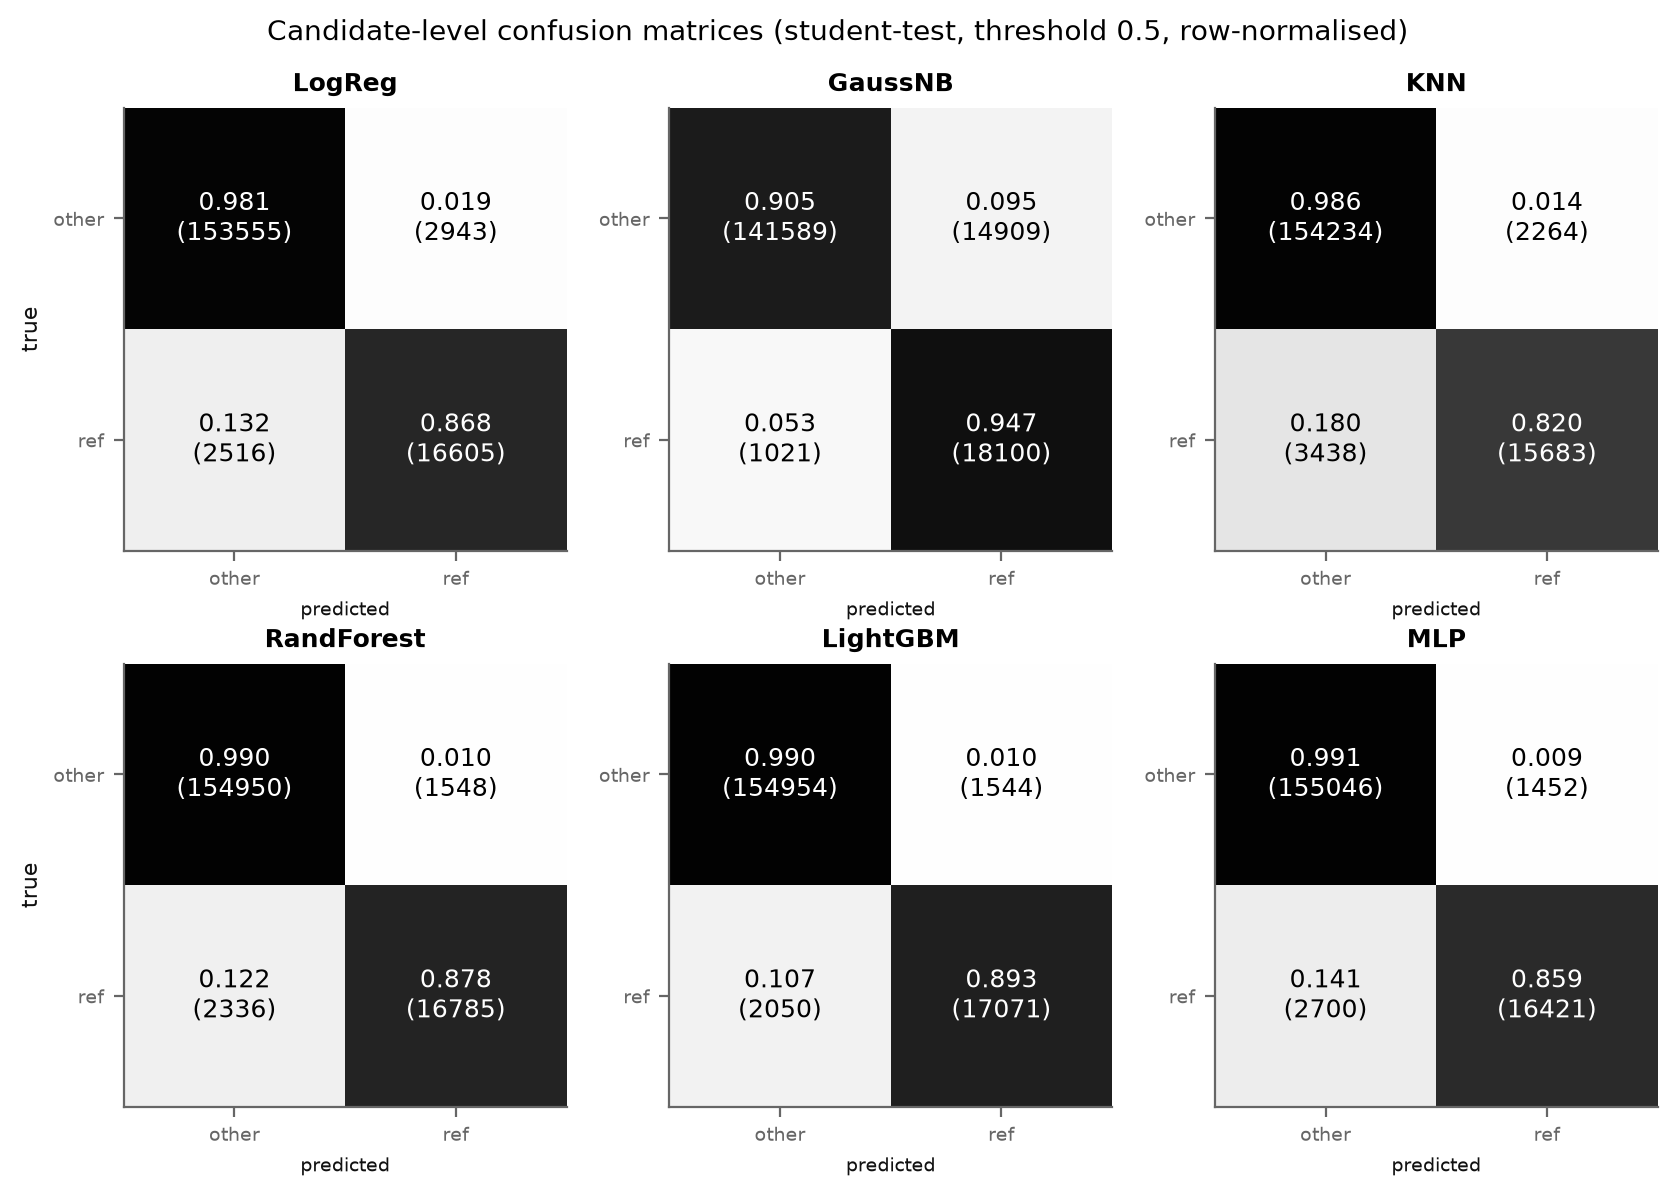 Candidate-level confusion matrices (student-test, threshold 0.5, row-normalised)
LogReg
GaussNB
KNN
true
other
0.981
(153555)
0.019
(2943)
ref
0.132
(2516)
0.868
(16605)
other
ref
predicted
other
0.905
(141589)
0.095
(14909)
ref
0.053
(1021)
0.947
(18100)
other
ref
predicted
other
0.986
(154234)
0.014
(2264)
ref
0.180
(3438)
0.820
(15683)
other
ref
predicted
RandForest
LightGBM
MLP
true
other
0.990
(154950)
0.010
(1548)
ref
0.122
(2336)
0.878
(16785)
other
ref
predicted
other
0.990
(154954)
0.010
(1544)
ref
0.107
(2050)
0.893
(17071)
other
ref
predicted
other
0.991
(155046)
0.009
(1452)
ref
0.141
(2700)
0.859
(16421)
other
ref
predicted